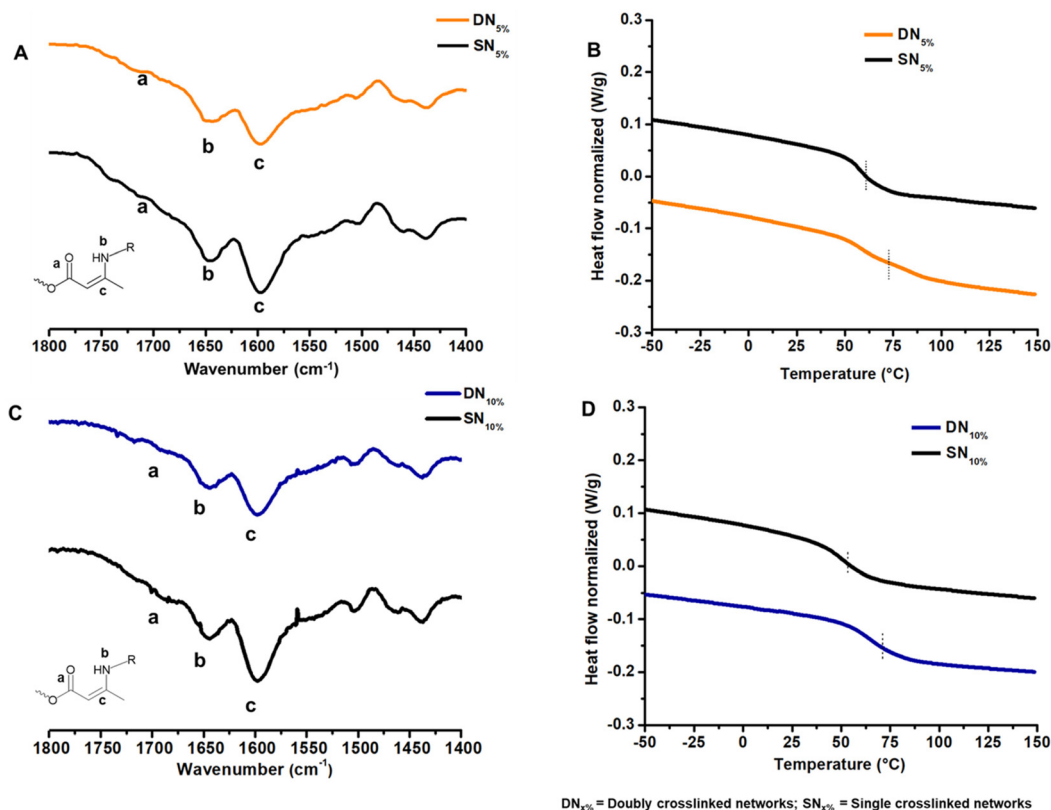 A
DN5%
SN5%
a
b
c
a
b
c
a
O
b
HN
R
O
c
1800 1750 1700 1650 1600 1550 1500 1450 1400
Wavenumber (cm-1)
B
DN5%
SN5%
Heat flow normalized (W/g)
0.3
0.2
0.1
0.0
-0.1
-0.2
-0.3
-50 -25 0 25 50 75 100 125 150
Temperature (°C)
C
DN10%
SN10%
a
b
c
a
b
c
a
O
b
HN
R
O
c
1800 1750 1700 1650 1600 1550 1500 1450 1400
Wavenumber (cm-1)
D
DN10%
SN10%
Heat flow normalized (W/g)
0.3
0.2
0.1
0.0
-0.1
-0.2
-0.3
-50 -25 0 25 50 75 100 125 150
Temperature (°C)
DNx% = Doubly crosslinked networks; SNx% = Single crosslinked networks